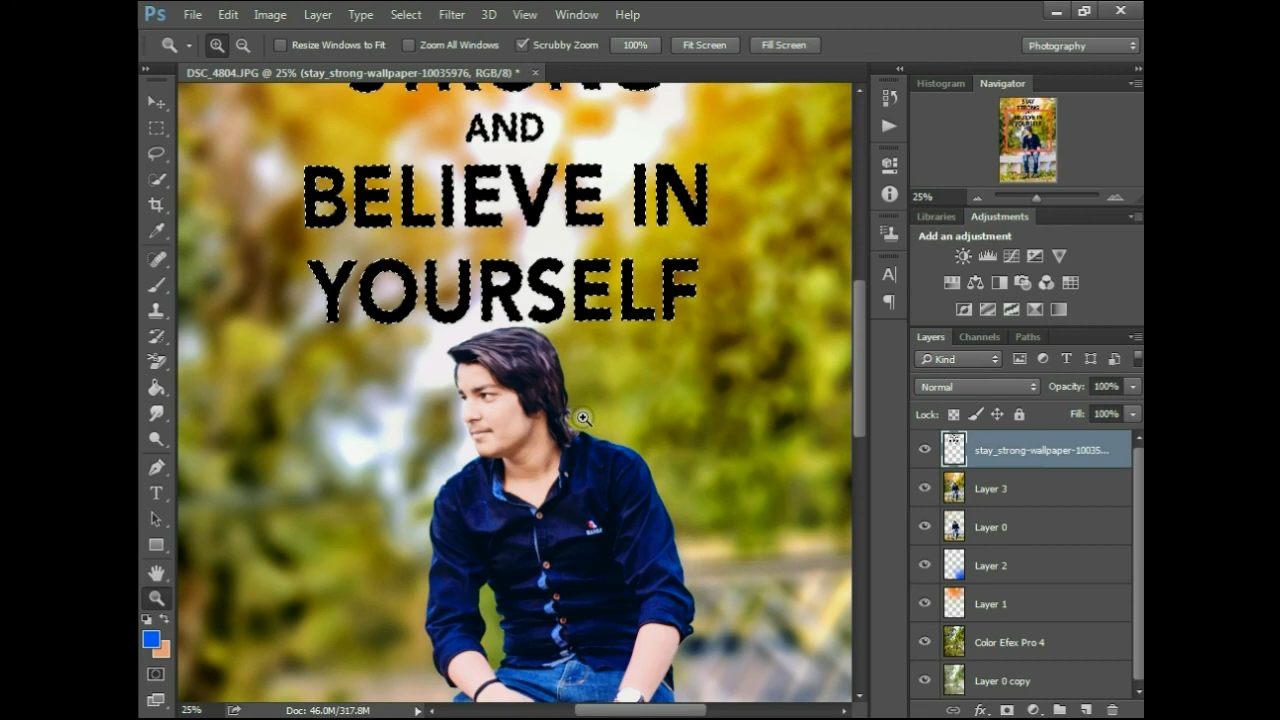 Ps File Edit Image Layer Type Select Filter 3D View Window Help
Resize Windows to Fit Zoom All Windows Scrubby Zoom 100% Fit Screen Fill Screen Photography
DSC_4804.JPG @ 25% (stay_strong-wallpaper-10035976, RGB/8) * ×
Histogram Navigator
STRONG
AND
BELIEVE IN
YOURSELF
25%
Libraries Adjustments
Add an adjustment
Layers Channels Paths
Kind
Normal Opacity: 100%
Lock: Fill: 100%
stay_strong-wallpaper-10035...
Layer 3
Layer 0
Layer 2
Layer 1
Color Efex Pro 4
Layer 0 copy
25% Doc: 46.0M/317.8M